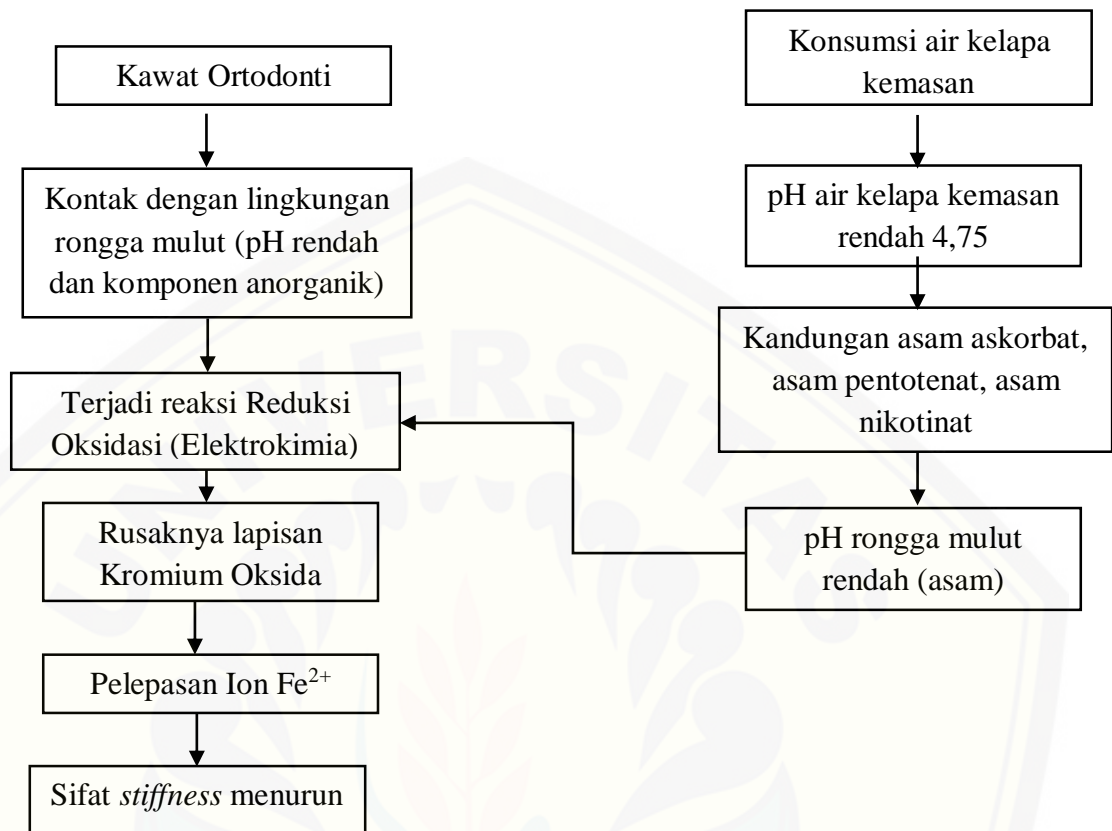 Kawat Ortodonti
Kontak dengan lingkungan
rongga mulut (pH rendah
dan komponen anorganik)
Terjadi reaksi Reduksi
Oksidasi (Elektrokimia)
Rusaknya lapisan
Kromium Oksida
Pelepasan Ion Fe²⁺
Sifat stiffness menurun
Konsumsi air kelapa
kemasan
pH air kelapa kemasan
rendah 4,75
Kandungan asam askorbat,
asam pentotenat, asam
nikotinat
pH rongga mulut
rendah (asam)
UNIVERSITAS